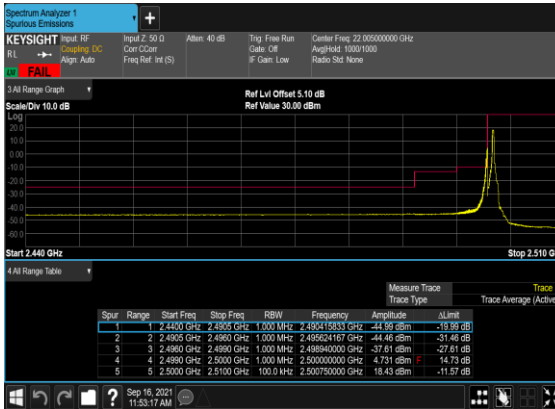 Spectrum Analyzer 1
Spurious Emissions
+
KEYSIGHT Input: RF Input Z: 50 Ω Atten: 40 dB Trig: Free Run Center Freq: 22.005000000 GHz
RL Coupling: DC Corr CCorr Gate: Off Avg|Hold: 1000/1000
Align: Auto Freq Ref: Int (S) IF Gain: Low Radio Std: None
FAIL
3 All Range Graph
Ref Lvl Offset 5.10 dB
Scale/Div 10.0 dB Ref Value 30.00 dBm
Log
20.0
10.0
0.00
-10.0
-20.0
-30.0
-40.0
-50.0
-60.0
Start 2.440 GHz Stop 2.510 G
4 All Range Table
Measure Trace Trace
Trace Type Trace Average (Active
Spur Range Start Freq Stop Freq RBW Frequency Amplitude ΔLimit
1 1 2.4400 GHz 2.4905 GHz 1.000 MHz 2.490415833 GHz -44.99 dBm -19.99 dB
2 2 2.4905 GHz 2.4960 GHz 1.000 MHz 2.495624167 GHz -44.46 dBm -31.46 dB
3 3 2.4960 GHz 2.4990 GHz 1.000 MHz 2.498940000 GHz -37.61 dBm -27.61 dB
4 4 2.4990 GHz 2.5000 GHz 1.000 MHz 2.500000000 GHz 4.731 dBm F 14.73 dB
5 5 2.5000 GHz 2.5100 GHz 100.0 kHz 2.500750000 GHz 18.43 dBm -11.57 dB
? Sep 16, 2021
11:53:17 AM